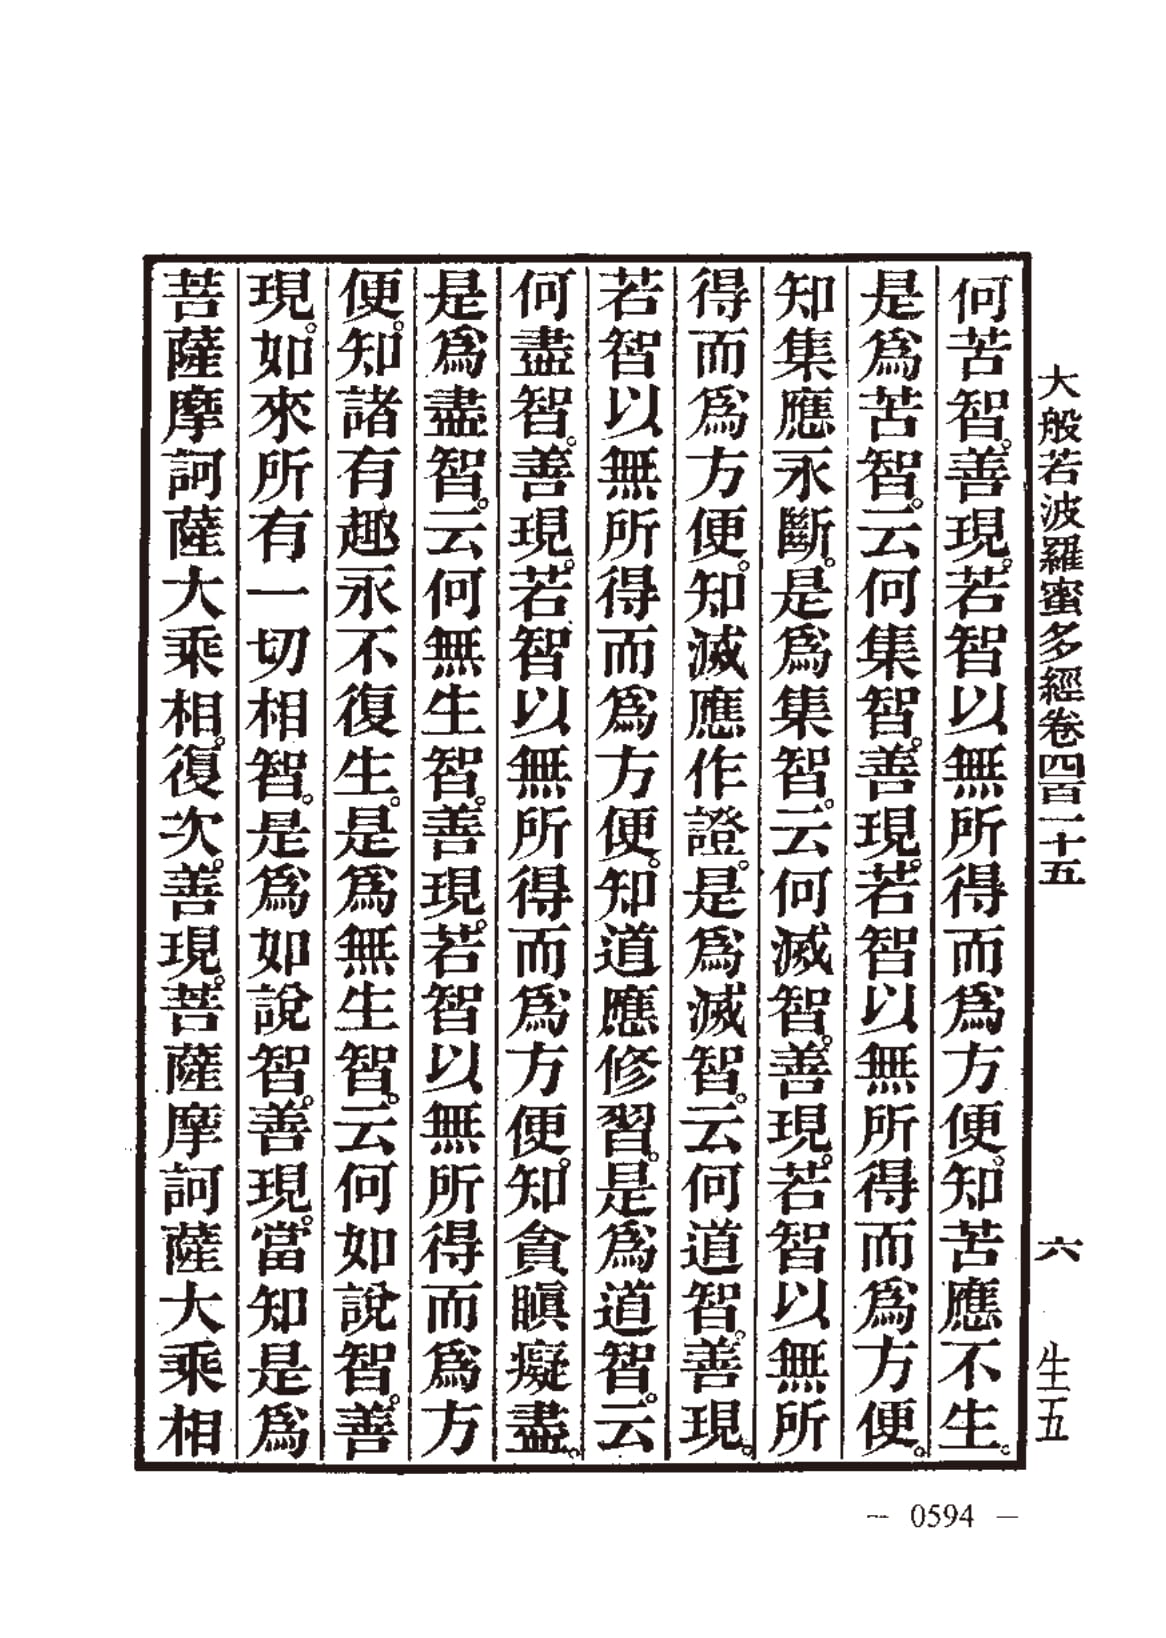 大般若波羅蜜多經卷四百一十五　六　生五
何苦智。善現。若智以無所得而爲方便。知苦應不生。
是爲苦智。云何集智。善現。若智以無所得而爲方便。
知集應永斷。是爲集智。云何滅智。善現。若智以無所
得而爲方便。知滅應作證。是爲滅智。云何道智。善現。
若智以無所得而爲方便。知道應修習。是爲道智。云
何盡智。善現。若智以無所得而爲方便。知貪瞋癡盡。
是爲盡智。云何無生智。善現。若智以無所得而爲方
便。知諸有趣永不復生。是爲無生智。云何如說智。善
現。如來所有一切相智。是爲如說智。善現。當知是爲
菩薩摩訶薩大乘相。復次。善現。菩薩摩訶薩大乘相
— 0594 —